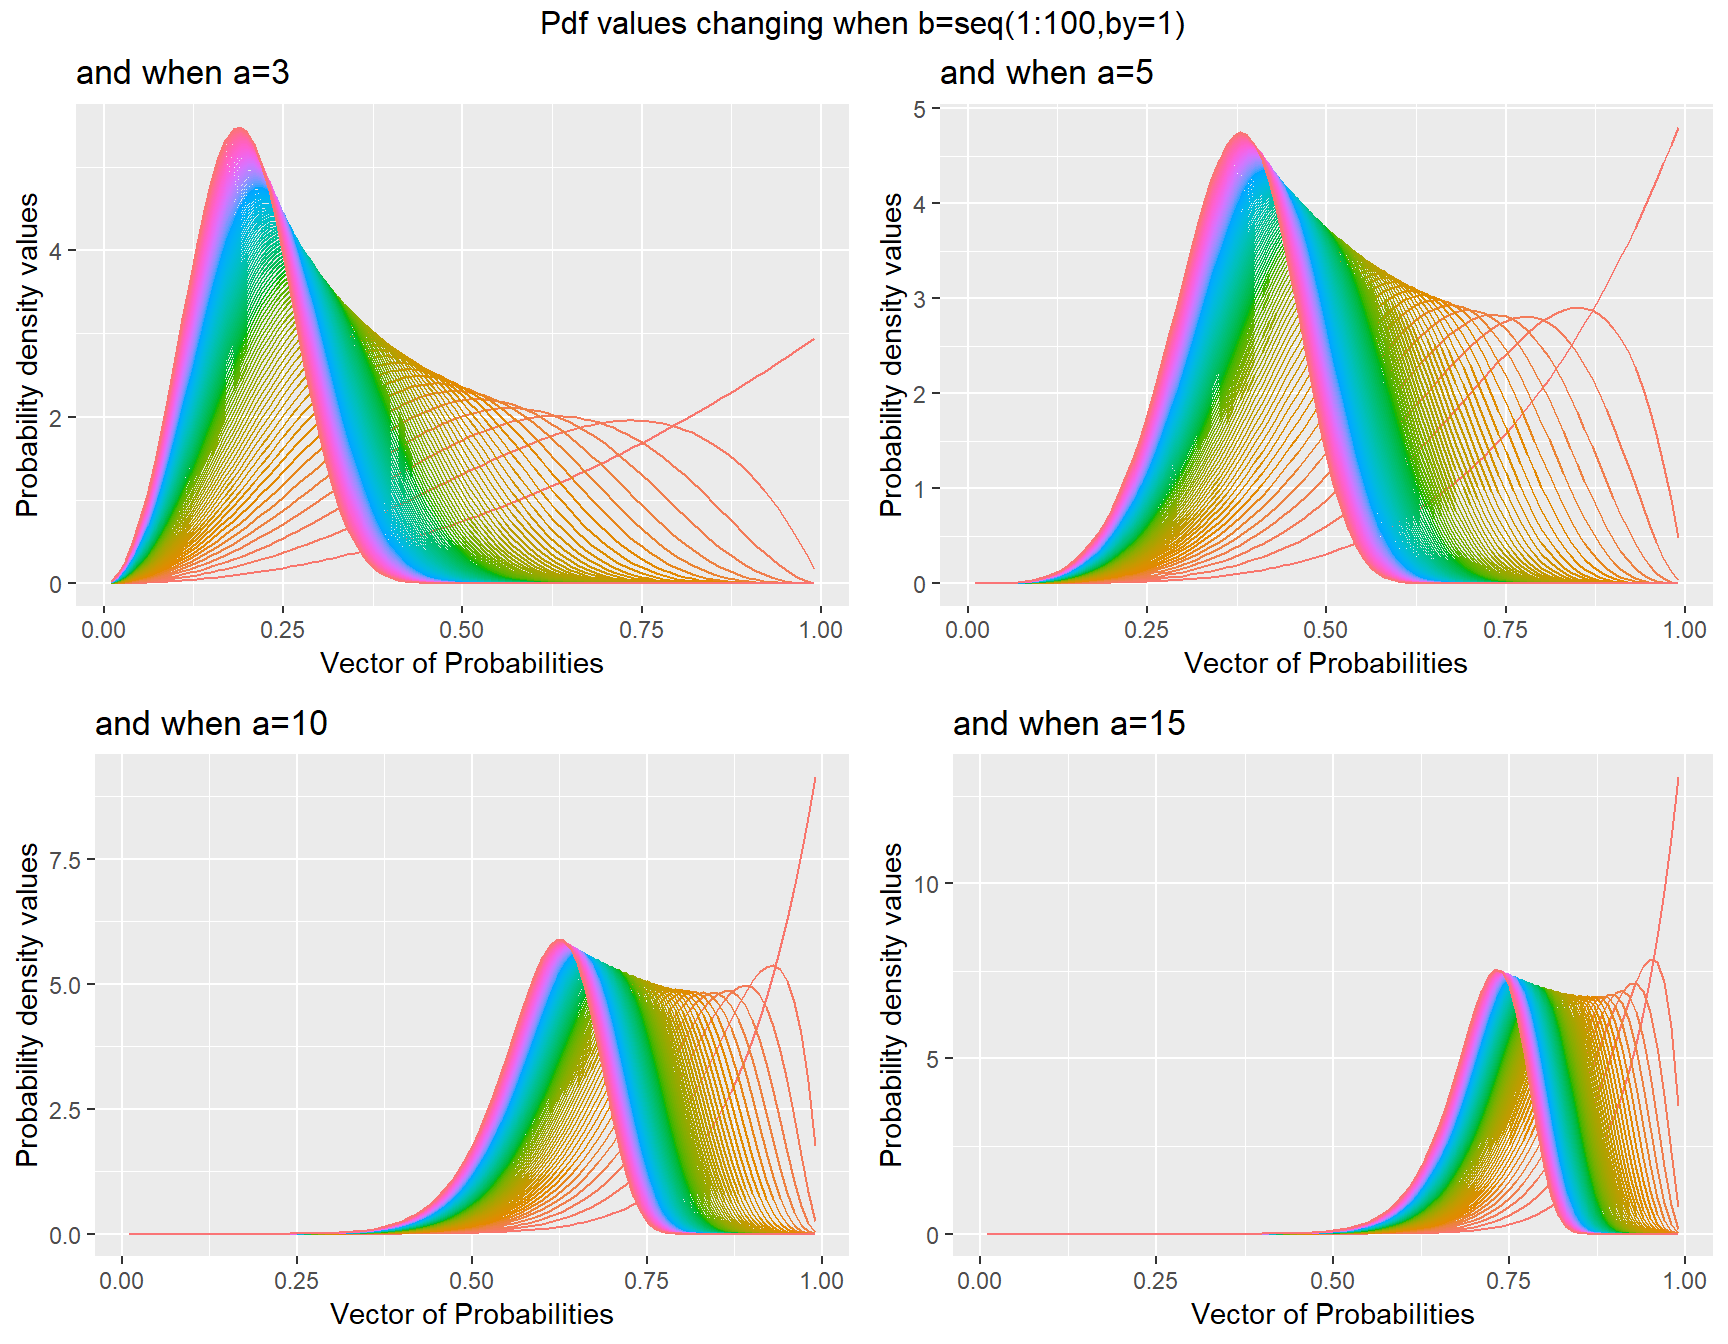 Pdf values changing when b=seq(1:100,by=1)
and when a=3
Probability density values
4
2
0
0.00 0.25 0.50 0.75 1.00
Vector of Probabilities
and when a=5
Probability density values
5
4
3
2
1
0
0.00 0.25 0.50 0.75 1.00
Vector of Probabilities
and when a=10
Probability density values
7.5
5.0
2.5
0.0
0.00 0.25 0.50 0.75 1.00
Vector of Probabilities
and when a=15
Probability density values
10
5
0
0.00 0.25 0.50 0.75 1.00
Vector of Probabilities